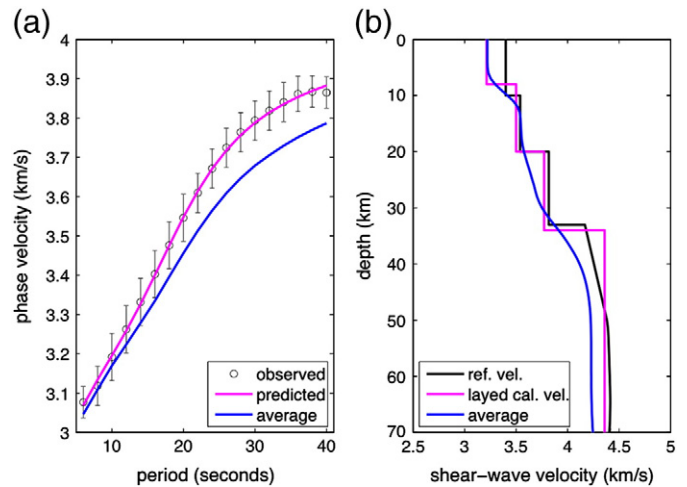 (a)
4
3.9
3.8
3.7
3.6
3.5
3.4
3.3
3.2
3.1
3
phase velocity (km/s)
10
20
30
40
period (seconds)
observed
predicted
average
(b)
0
10
20
30
40
50
60
70
depth (km)
2.5
3
3.5
4
4.5
5
shear-wave velocity (km/s)
ref. vel.
layed cal. vel.
average